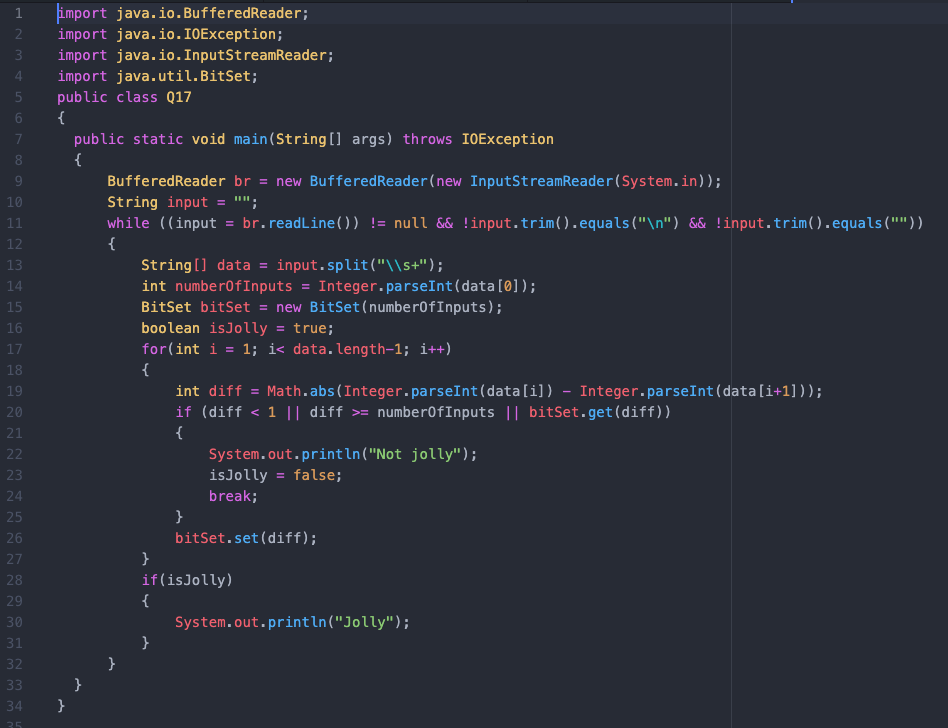 1 import java.io.BufferedReader;
2 import java.io.IOException;
3 import java.io.InputStreamReader;
4 import java.util.BitSet;
5 public class Q17
6 {
7   public static void main(String[] args) throws IOException
8   {
9       BufferedReader br = new BufferedReader(new InputStreamReader(System.in));
10       String input = "";
11       while ((input = br.readLine()) != null && !input.trim().equals("\n") && !input.trim().equals(""))
12       {
13           String[] data = input.split("\\s+");
14           int numberOfInputs = Integer.parseInt(data[0]);
15           BitSet bitSet = new BitSet(numberOfInputs);
16           boolean isJolly = true;
17           for(int i = 1; i< data.length-1; i++)
18           {
19               int diff = Math.abs(Integer.parseInt(data[i]) - Integer.parseInt(data[i+1]));
20               if (diff < 1 || diff >= numberOfInputs || bitSet.get(diff))
21               {
22                   System.out.println("Not jolly");
23                   isJolly = false;
24                   break;
25               }
26               bitSet.set(diff);
27           }
28           if(isJolly)
29           {
30               System.out.println("Jolly");
31           }
32       }
33   }
34 }
35